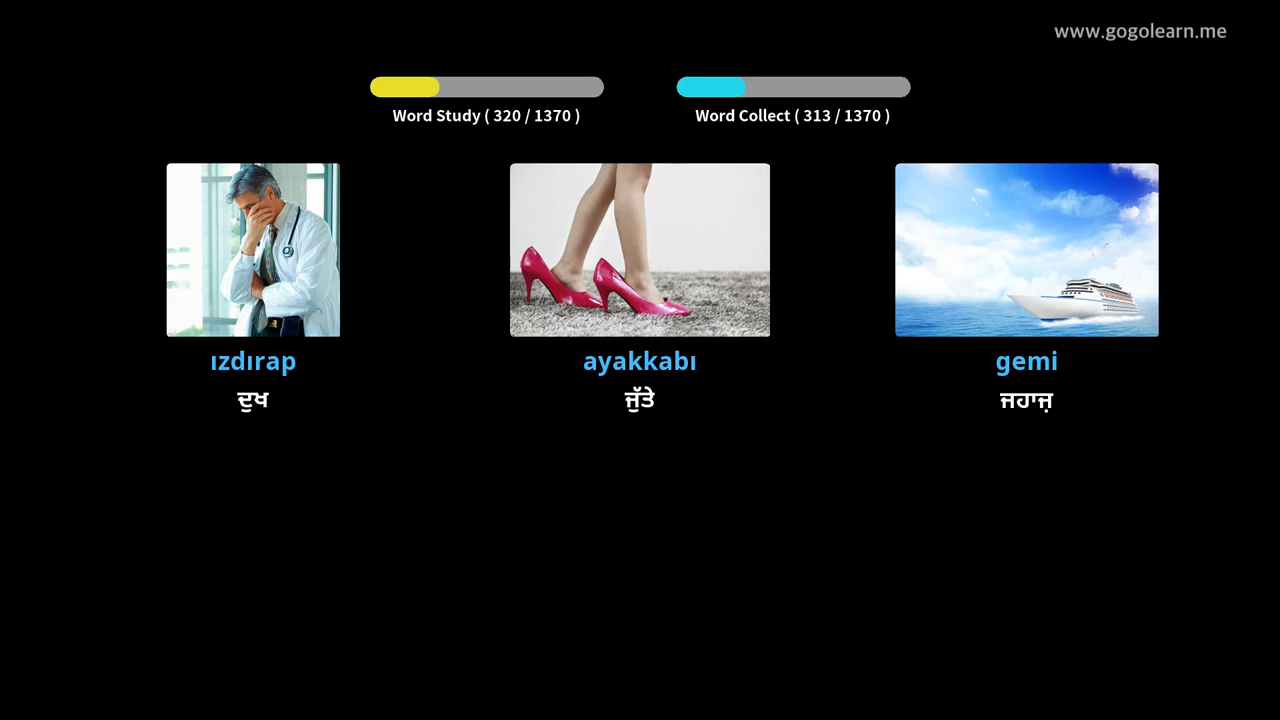 www.gogolearn.me
Word Study ( 320 / 1370 )
Word Collect ( 313 / 1370 )
ızdırap
ayakkabı
gemi
ਦੁਖ
ਜੁੱਤੇ
ਜਹਾਜ਼